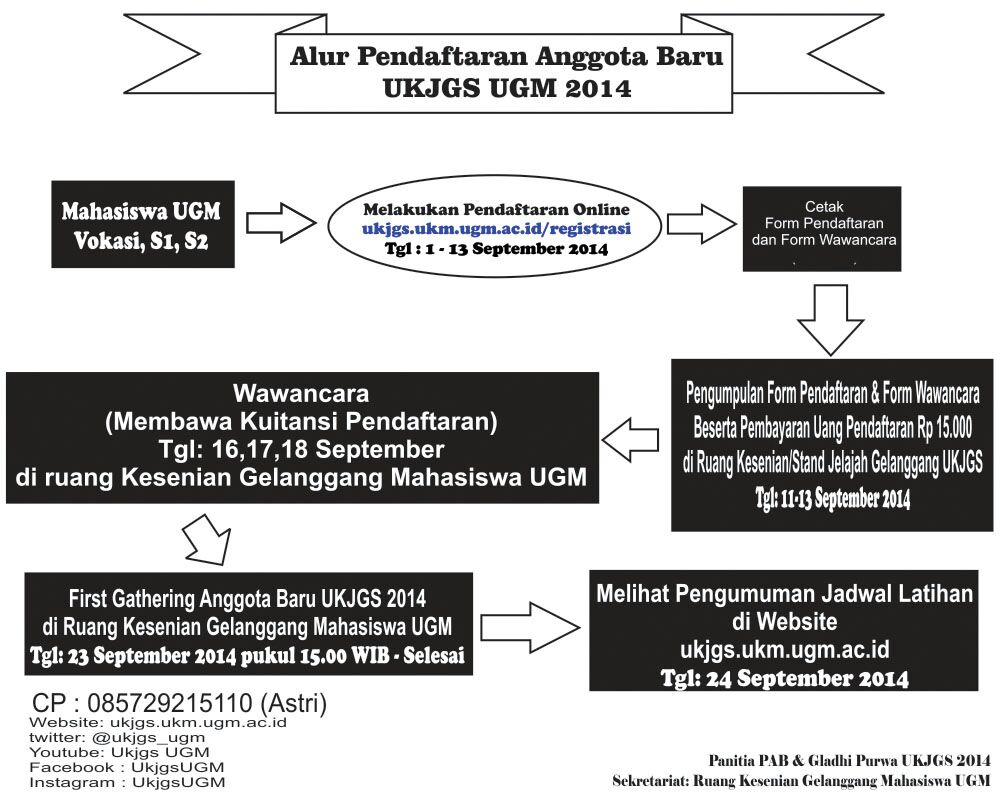 Alur Pendaftaran Anggota Baru
UKJGS UGM 2014
Mahasiswa UGM
Vokasi, S1, S2
Melakukan Pendaftaran Online
ukjgs.ukm.ugm.ac.id/registrasi
Tgl : 1 - 13 September 2014
Cetak
Form Pendaftaran
dan Form Wawancara
Pengumpulan Form Pendaftaran & Form Wawancara
Beserta Pembayaran Uang Pendaftaran Rp 15.000
di Ruang Kesenian/Stand Jelajah Gelanggang UKJGS
Tgl: 11-13 September 2014
Wawancara
(Membawa Kuitansi Pendaftaran)
Tgl: 16,17,18 September
di ruang Kesenian Gelanggang Mahasiswa UGM
First Gathering Anggota Baru UKJGS 2014
di Ruang Kesenian Gelanggang Mahasiswa UGM
Tgl: 23 September 2014 pukul 15.00 WIB - Selesai
Melihat Pengumuman Jadwal Latihan
di Website
ukjgs.ukm.ugm.ac.id
Tgl: 24 September 2014
CP : 085729215110 (Astri)
Website: ukjgs.ukm.ugm.ac.id
twitter: @ukjgs_ugm
Youtube: Ukjgs UGM
Facebook : UkjgsUGM
Instagram : UkjgsUGM
Panitia PAB & Gladhi Purwa UKJGS 2014
Sekretariat: Ruang Kesenian Gelanggang Mahasiswa UGM